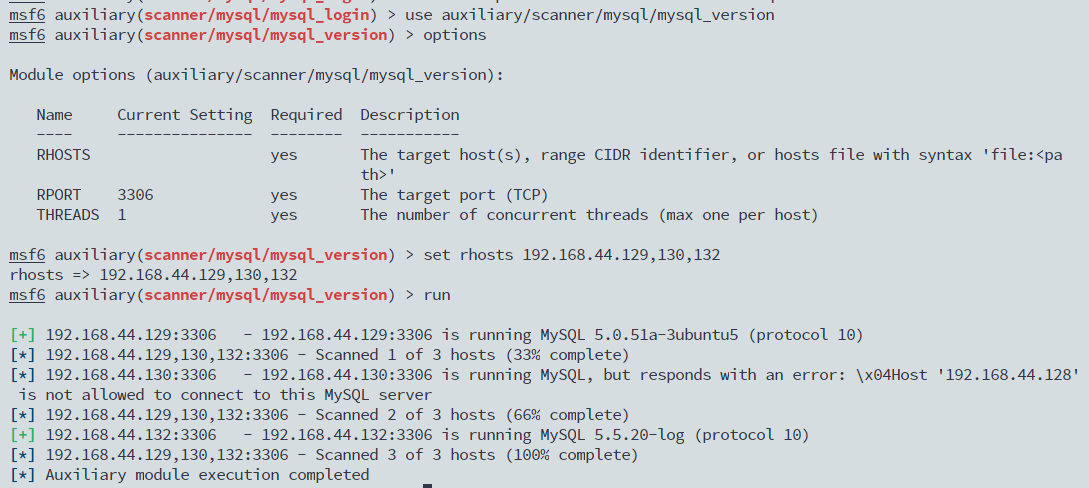 msf6 auxiliary(scanner/mysql/mysql_login) > use auxiliary/scanner/mysql/mysql_version
msf6 auxiliary(scanner/mysql/mysql_version) > options
Module options (auxiliary/scanner/mysql/mysql_version):
Name     Current Setting  Required  Description
----     ---------------  --------  -----------
RHOSTS                    yes       The target host(s), range CIDR identifier, or hosts file with syntax 'file:<pa
th>'
RPORT    3306             yes       The target port (TCP)
THREADS  1                yes       The number of concurrent threads (max one per host)
msf6 auxiliary(scanner/mysql/mysql_version) > set rhosts 192.168.44.129,130,132
rhosts => 192.168.44.129,130,132
msf6 auxiliary(scanner/mysql/mysql_version) > run
[+] 192.168.44.129:3306   - 192.168.44.129:3306 is running MySQL 5.0.51a-3ubuntu5 (protocol 10)
[*] 192.168.44.129,130,132:3306 - Scanned 1 of 3 hosts (33% complete)
[*] 192.168.44.130:3306   - 192.168.44.130:3306 is running MySQL, but responds with an error: \x04Host '192.168.44.128'
is not allowed to connect to this MySQL server
[*] 192.168.44.129,130,132:3306 - Scanned 2 of 3 hosts (66% complete)
[+] 192.168.44.132:3306   - 192.168.44.132:3306 is running MySQL 5.5.20-log (protocol 10)
[*] 192.168.44.129,130,132:3306 - Scanned 3 of 3 hosts (100% complete)
[*] Auxiliary module execution completed